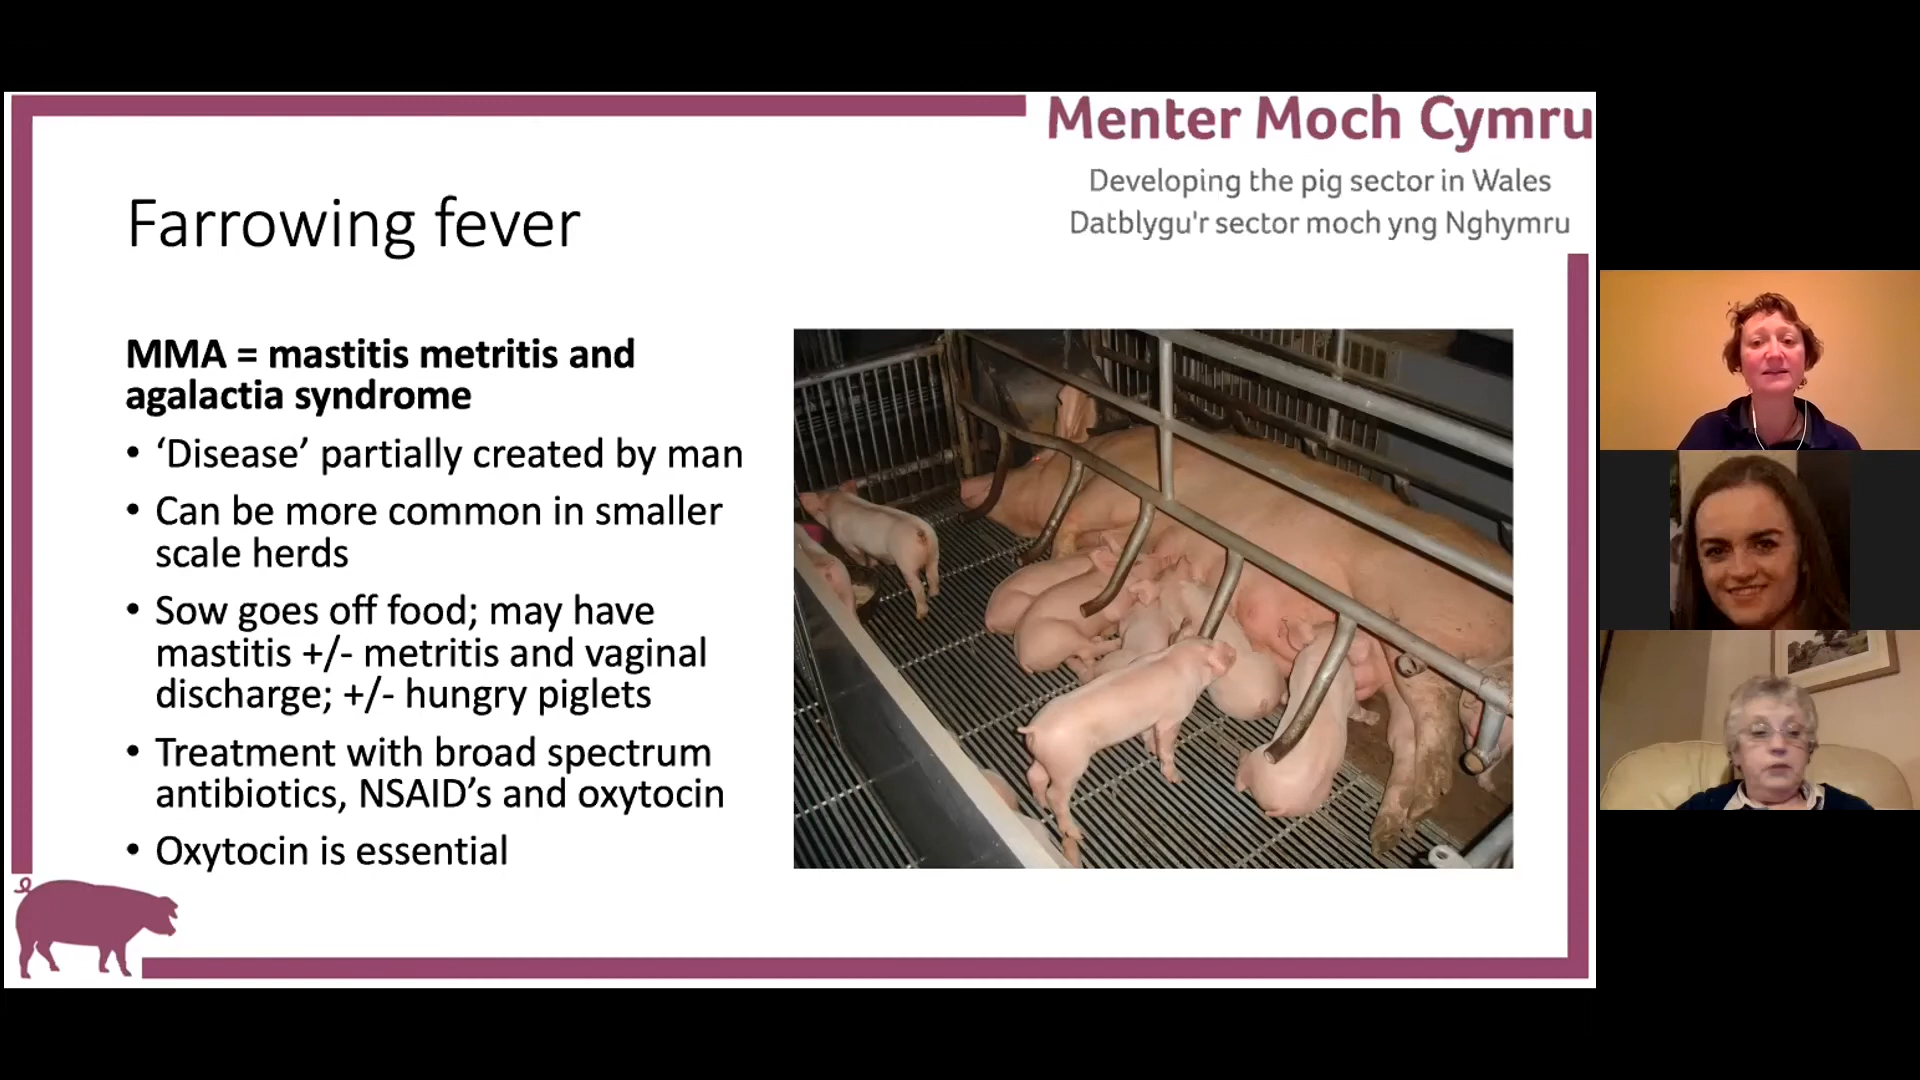 Menter Moch Cymru
Developing the pig sector in Wales
Datblygu'r sector moch yng Nghymru
Farrowing fever
MMA = mastitis metritis and
agalactia syndrome
• ‘Disease’ partially created by man
• Can be more common in smaller
scale herds
• Sow goes off food; may have
mastitis +/- metritis and vaginal
discharge; +/- hungry piglets
• Treatment with broad spectrum
antibiotics, NSAID’s and oxytocin
• Oxytocin is essential